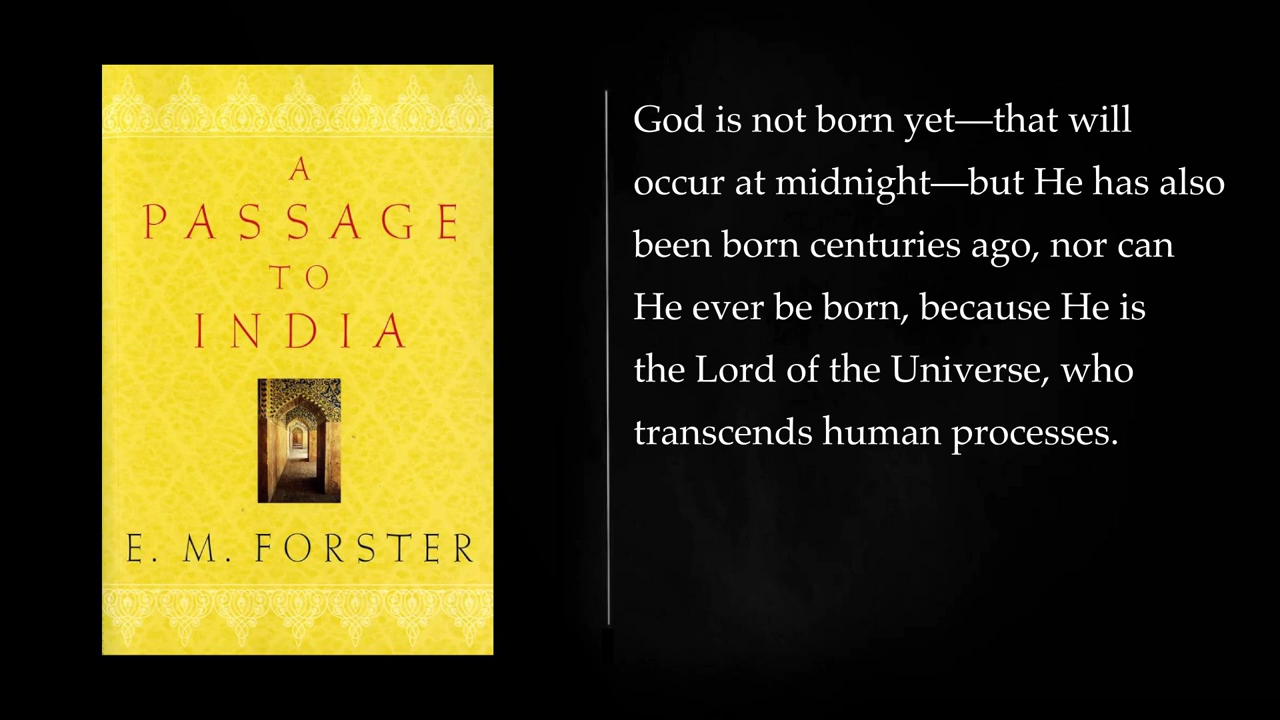 A
PASSAGE
TO
INDIA
E. M. FORSTER
God is not born yet—that will
occur at midnight—but He has also
been born centuries ago, nor can
He ever be born, because He is
the Lord of the Universe, who
transcends human processes.